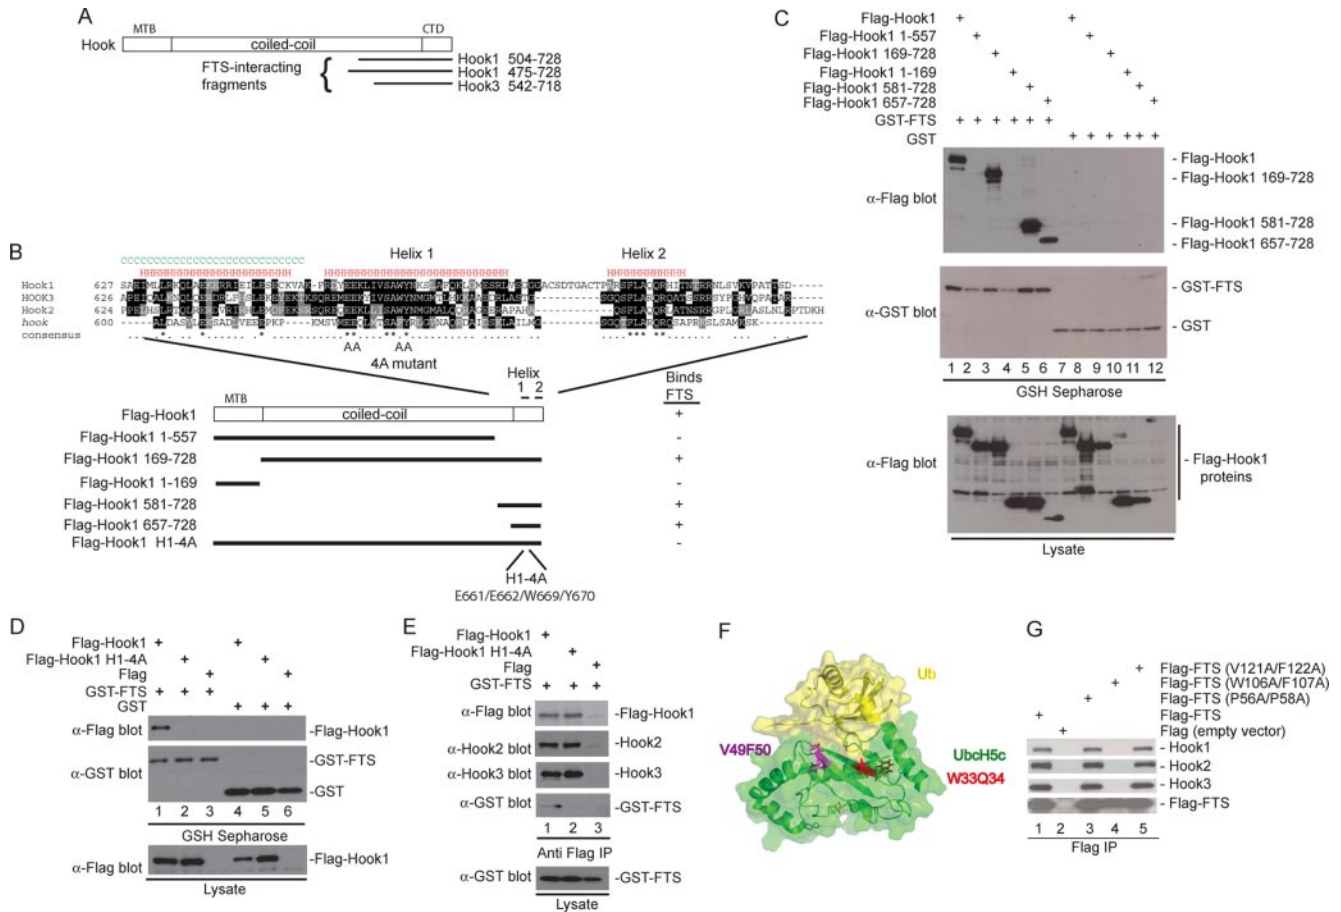 A
MTB
CTD
Hook
coiled-coil
FTS-interacting
fragments
{
Hook1 504-728
Hook1 475-728
Hook3 542-718
B
Helix 1
Helix 2
Hook1 627
HOOK3 626
Hook2 624
hook 600
consensus
AA
AA
4A mutant
Helix
1 2
Binds
FTS
MTB
Flag-Hook1
coiled-coil
+
Flag-Hook1 1-557
-
Flag-Hook1 169-728
+
Flag-Hook1 1-169
-
Flag-Hook1 581-728
+
Flag-Hook1 657-728
+
Flag-Hook1 H1-4A
-
H1-4A
E661/E662/W669/Y670
C
Flag-Hook1 + +
Flag-Hook1 1-557 + +
Flag-Hook1 169-728 + +
Flag-Hook1 1-169 + +
Flag-Hook1 581-728 + +
Flag-Hook1 657-728 + +
GST-FTS + + + + + +
GST + + + + + +
α-Flag blot
- Flag-Hook1
- Flag-Hook1 169-728
- Flag-Hook1 581-728
- Flag-Hook1 657-728
α-GST blot
- GST-FTS
- GST
1 2 3 4 5 6 7 8 9 10 11 12
GSH Sepharose
α-Flag blot
- Flag-Hook1
proteins
Lysate
D
Flag-Hook1 + +
Flag-Hook1 H1-4A + +
Flag + +
GST-FTS + + +
GST + + +
α-Flag blot
-Flag-Hook1
α-GST blot
-GST-FTS
-GST
1 2 3 4 5 6
GSH Sepharose
α-Flag blot
-Flag-Hook1
Lysate
E
Flag-Hook1 +
Flag-Hook1 H1-4A +
Flag +
GST-FTS + + +
α-Flag blot
-Flag-Hook1
α-Hook2 blot
-Hook2
α-Hook3 blot
-Hook3
α-GST blot
-GST-FTS
1 2 3
Anti Flag IP
α-GST blot
-GST-FTS
Lysate
F
Ub
V49F50
UbcH5c
W33Q34
G
+ Flag-FTS (V121A/F122A)
+ Flag-FTS (W106A/F107A)
+ Flag-FTS (P56A/P58A)
+ Flag-FTS
+ Flag (empty vector)
- Hook1
- Hook2
- Hook3
- Flag-FTS
1 2 3 4 5
Flag IP